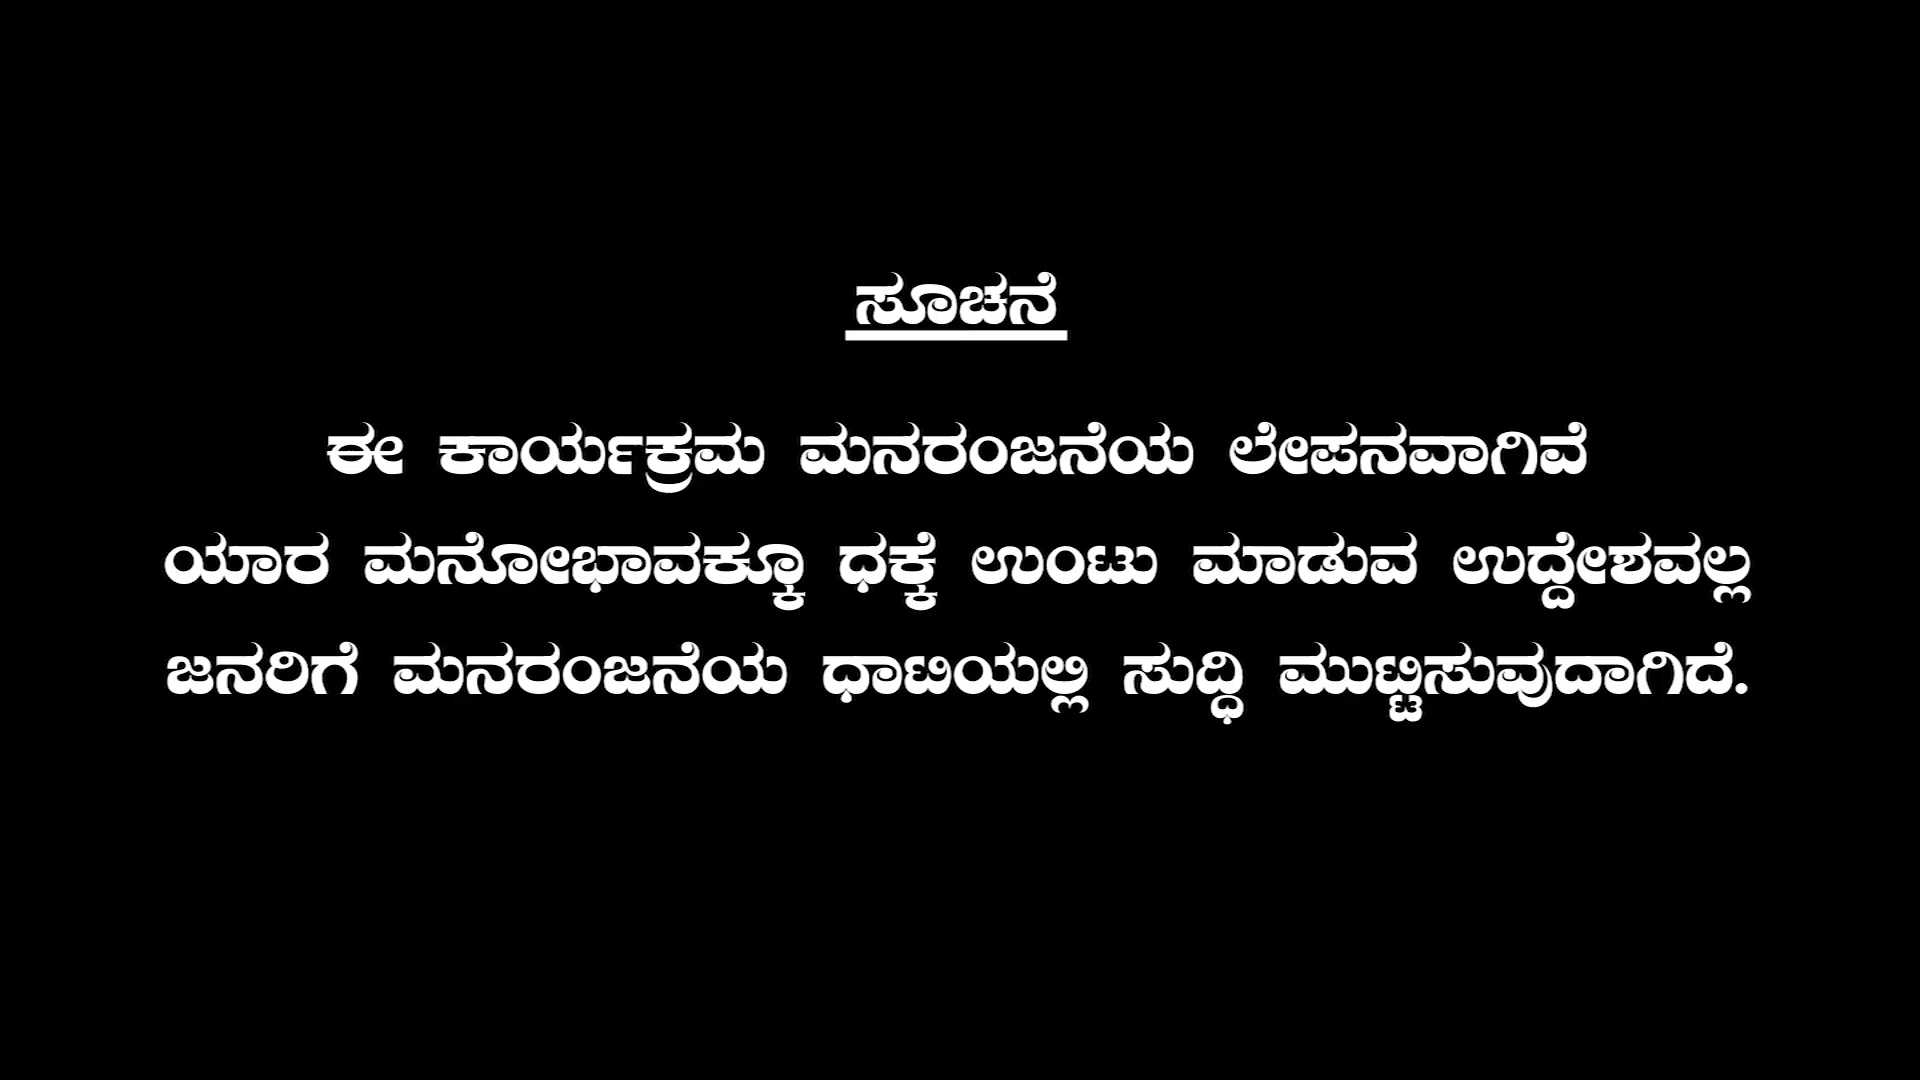 ಸೂಚನೆ
ಈ ಕಾರ್ಯಕ್ರಮ ಮನರಂಜನೆಯ ಲೇಪನವಾಗಿವೆ
ಯಾರ ಮನೋಭಾವಕ್ಕೂ ಧಕ್ಕೆ ಉಂಟು ಮಾಡುವ ಉದ್ದೇಶವಲ್ಲ
ಜನರಿಗೆ ಮನರಂಜನೆಯ ಧಾಟಿಯಲ್ಲಿ ಸುದ್ಧಿ ಮುಟ್ಟಿಸುವುದಾಗಿದೆ.